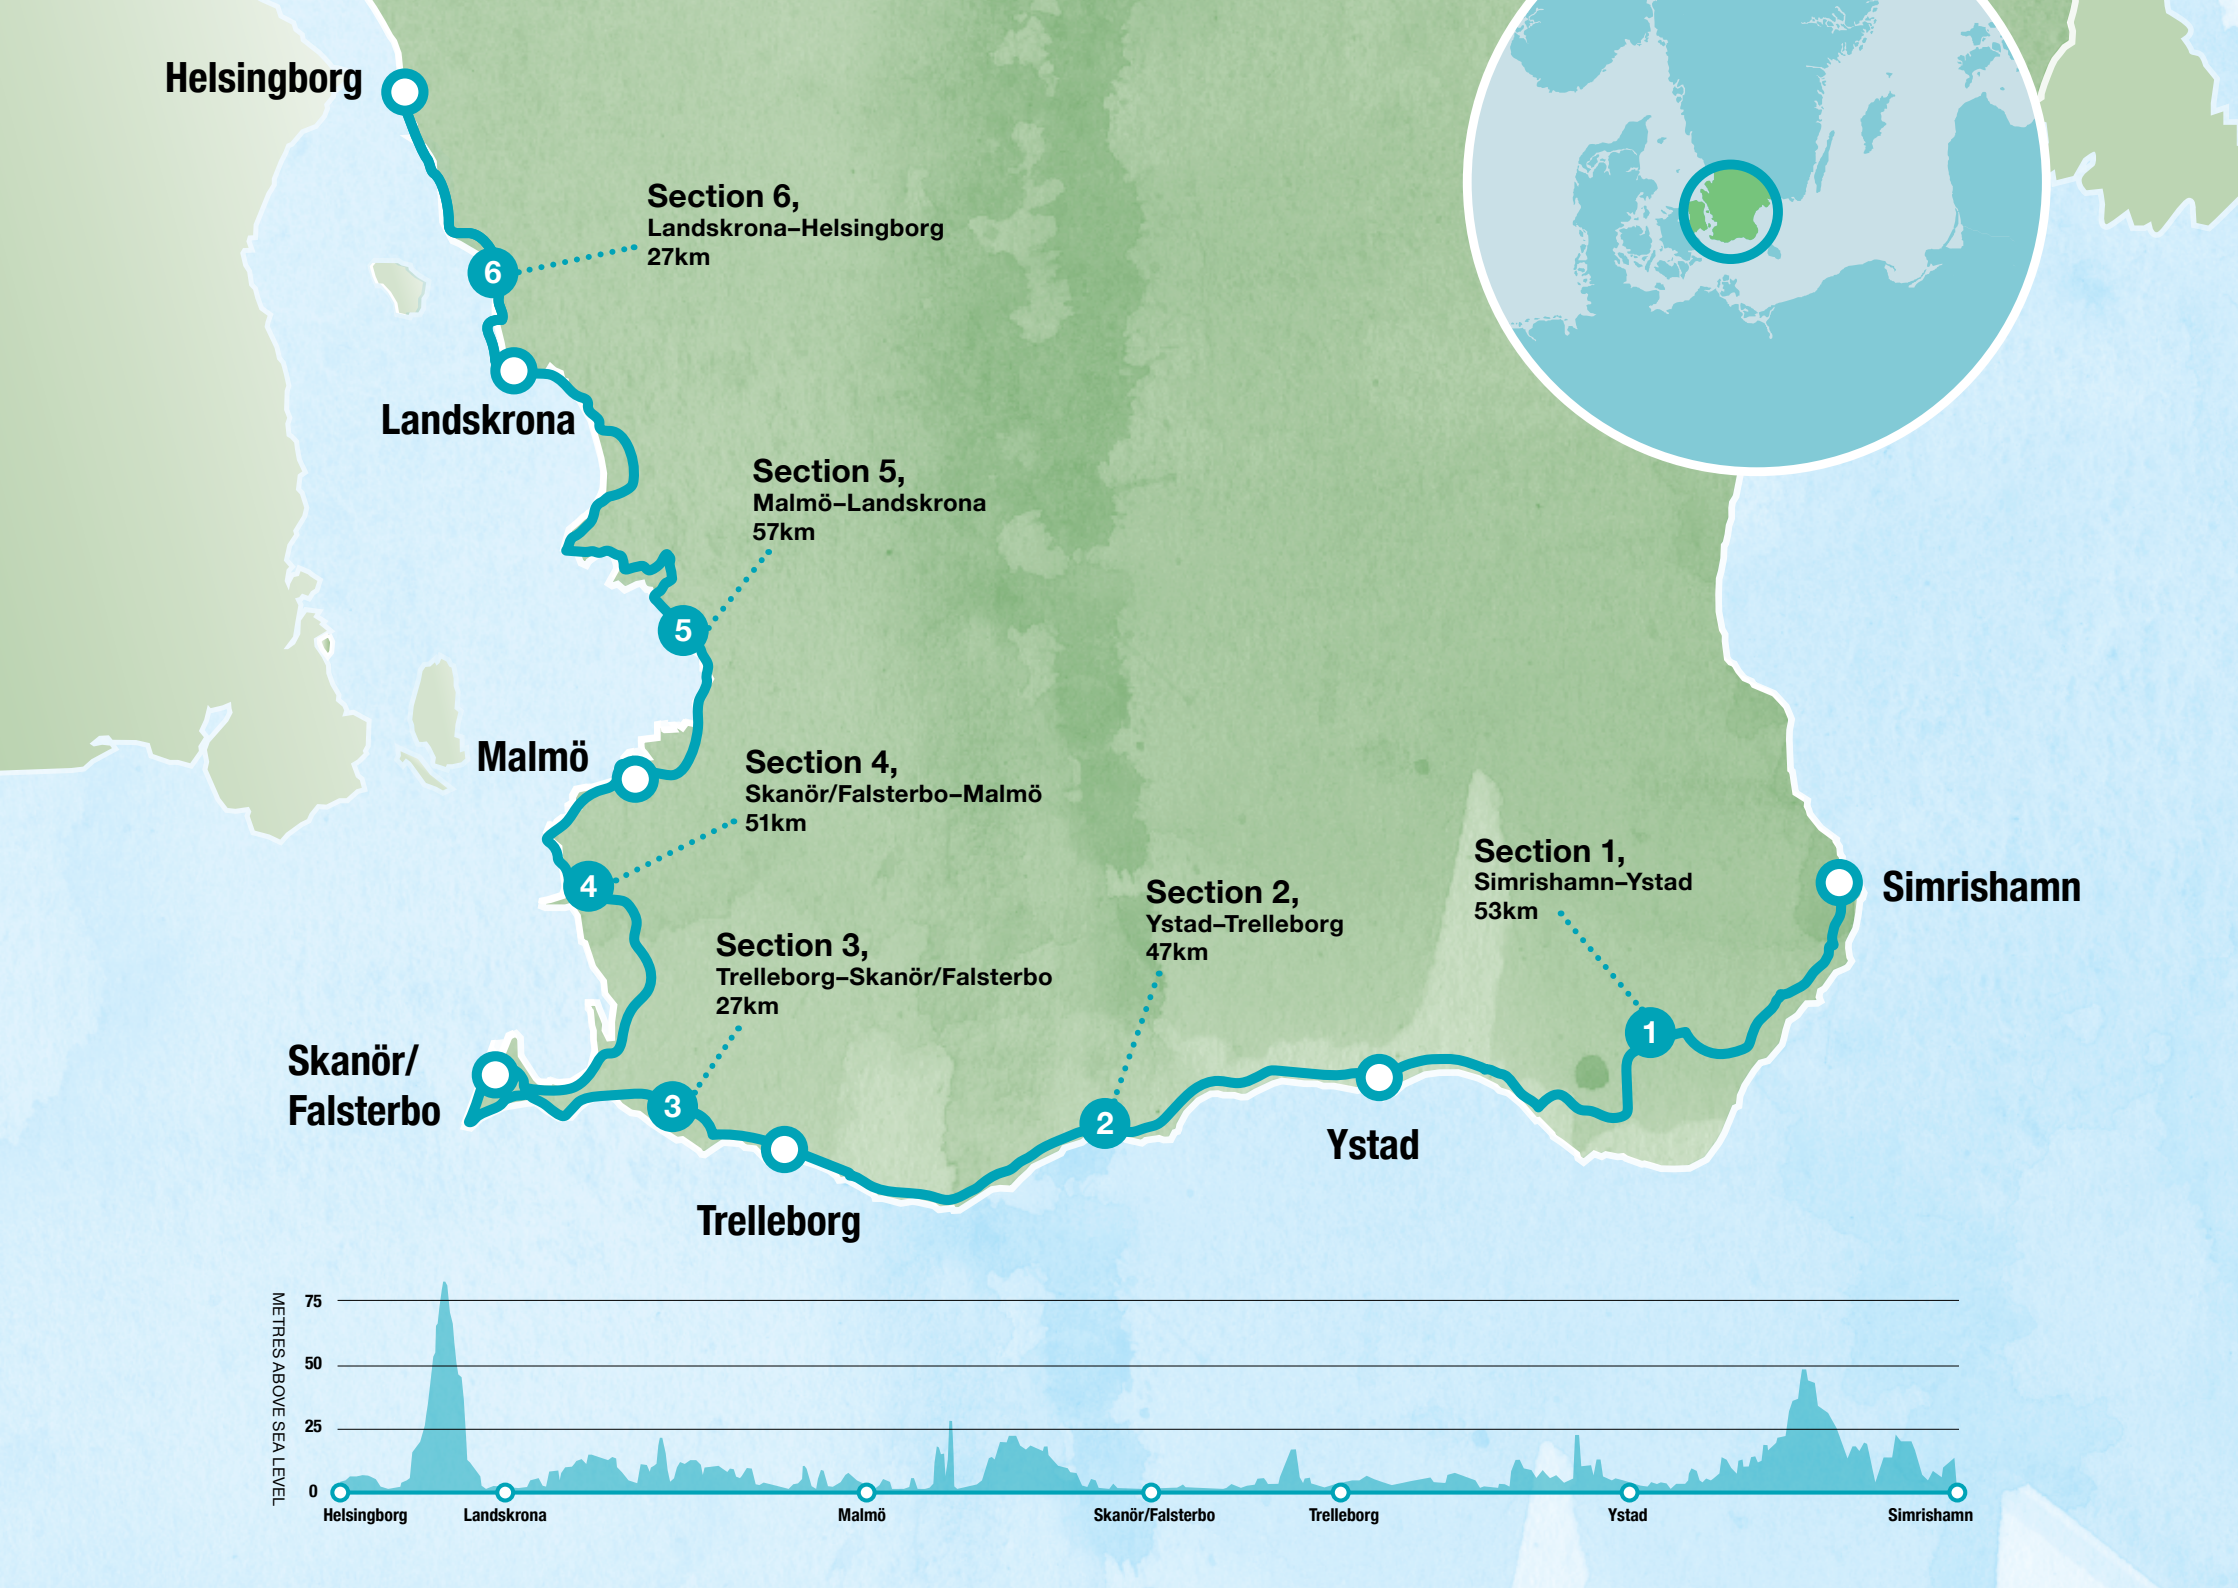 Helsingborg
Section 6,
Landskrona–Helsingborg
27km
6
Landskrona
Section 5,
Malmö–Landskrona
57km
5
Malmö
Section 4,
Skanör/Falsterbo–Malmö
51km
4
Section 1,
Simrishamn–Ystad
53km
Simrishamn
Section 2,
Ystad–Trelleborg
47km
Section 3,
Trelleborg–Skanör/Falsterbo
27km
1
Skanör/
Falsterbo
3
2
Ystad
Trelleborg
METRES ABOVE SEA LEVEL
75
50
25
0
Helsingborg
Landskrona
Malmö
Skanör/Falsterbo
Trelleborg
Ystad
Simrishamn